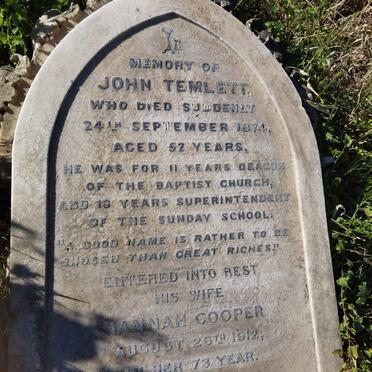 In
MEMORY OF
JOHN TEMLETT,
WHO DIED SUDDENLY
24TH SEPTEMBER 1874,
AGED 52 YEARS.
HE WAS FOR 11 YEARS DEACON
OF THE BAPTIST CHURCH,
AND 18 YEARS SUPERINTENDENT
OF THE SUNDAY SCHOOL.
"A GOOD NAME IS RATHER TO BE
CHOSEN THAN GREAT RICHES."
ENTERED INTO REST
HIS WIFE
HANNAH COOPER
AUGUST 26TH 1912,
IN HER 73 YEAR.